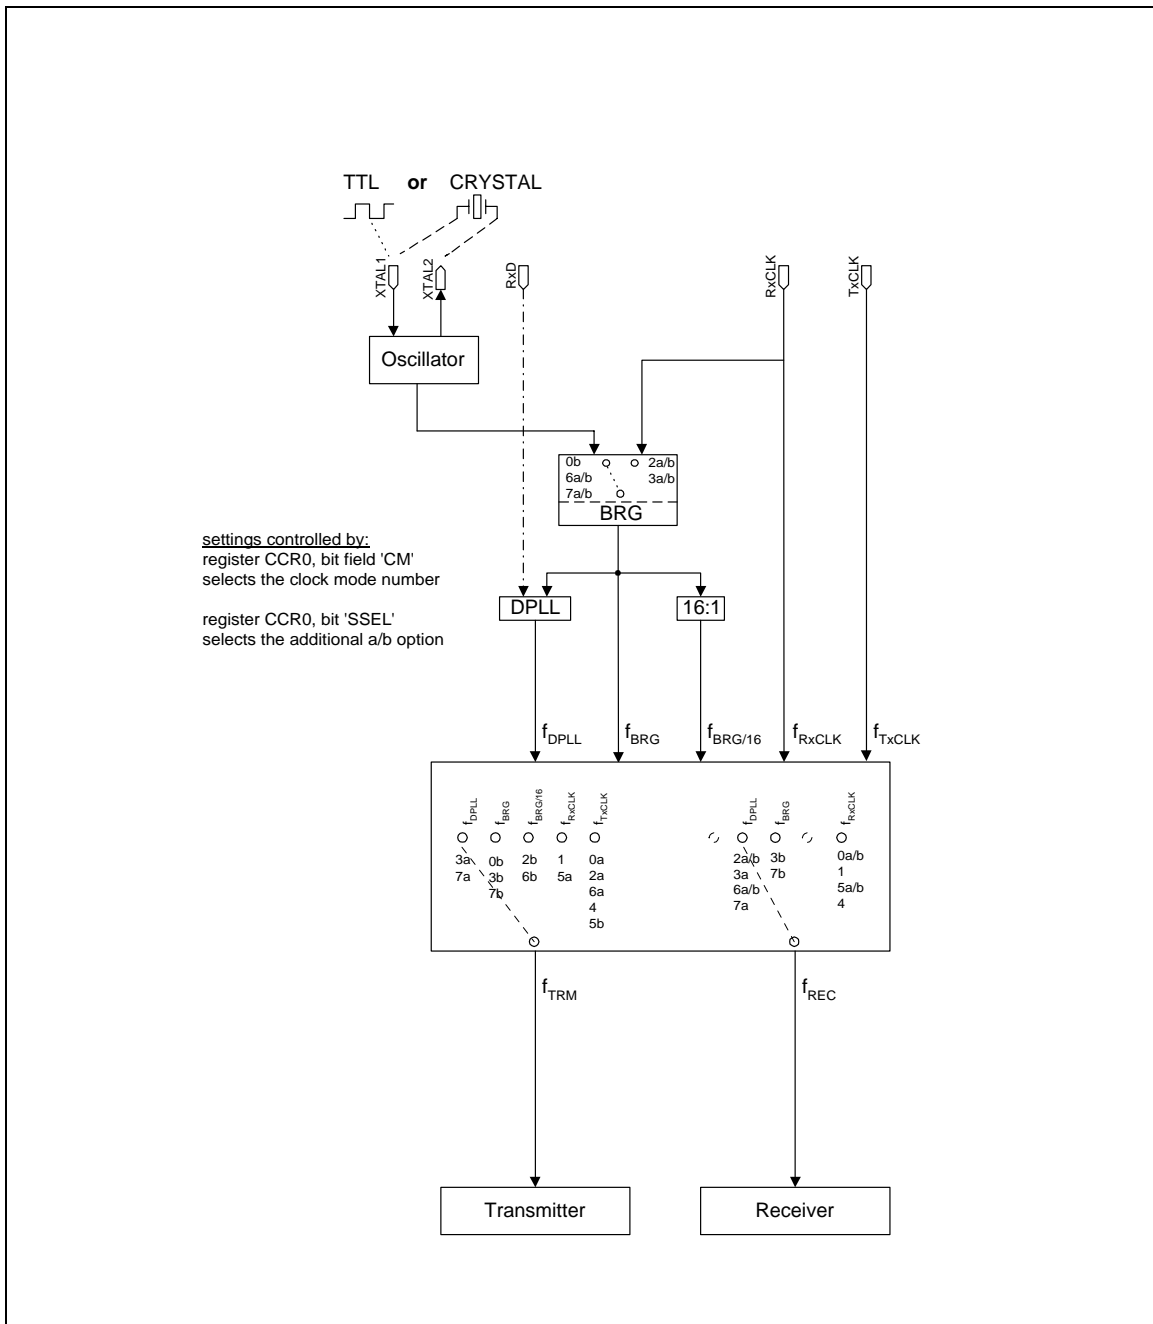 TTL or CRYSTAL
XTAL1
XTAL2
RxD
RxCLK
TxCLK
Oscillator
0b
6a/b
7a/b
2a/b
3a/b
BRG
settings controlled by:
register CCR0, bit field 'CM'
selects the clock mode number
register CCR0, bit 'SSEL'
selects the additional a/b option
DPLL
16:1
fDPLL
fBRG
fBRG/16
fRxCLK
fTxCLK
fDPLL
fBRG
fBRG/16
fRxCLK
fTxCLK
fDPLL
fBRG
fRxCLK
3a
7a
0b
3b
7b
2b
6b
1
5a
0a
2a
6a
4
5b
2a/b
3a
6a/b
7a
3b
7b
0a/b
1
5a/b
4
fTRM
fREC
Transmitter
Receiver